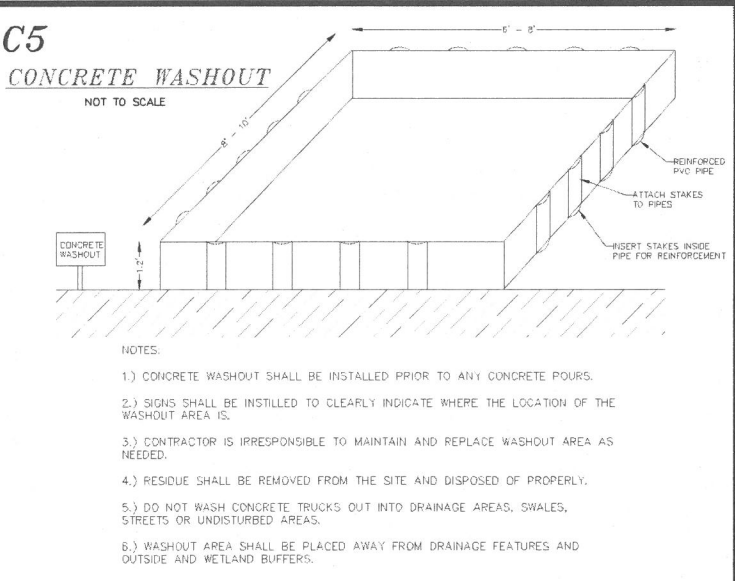 C5
CONCRETE WASHOUT
NOT TO SCALE
6' - 8'
8' - 10'
REINFORCED
PVC PIPE
ATTACH STAKES
TO PIPES
INSERT STAKES INSIDE
PIPE FOR REINFORCEMENT
CONCRETE
WASHOUT
1.2'
NOTES:
1.) CONCRETE WASHOUT SHALL BE INSTALLED PRIOR TO ANY CONCRETE POURS.
2.) SIGNS SHALL BE INSTILLED TO CLEARLY INDICATE WHERE THE LOCATION OF THE
WASHOUT AREA IS.
3.) CONTRACTOR IS IRRESPONSIBLE TO MAINTAIN AND REPLACE WASHOUT AREA AS
NEEDED.
4.) RESIDUE SHALL BE REMOVED FROM THE SITE AND DISPOSED OF PROPERLY.
5.) DO NOT WASH CONCRETE TRUCKS OUT INTO DRAINAGE AREAS, SWALES,
STREETS OR UNDISTURBED AREAS.
6.) WASHOUT AREA SHALL BE PLACED AWAY FROM DRAINAGE FEATURES AND
OUTSIDE AND WETLAND BUFFERS.